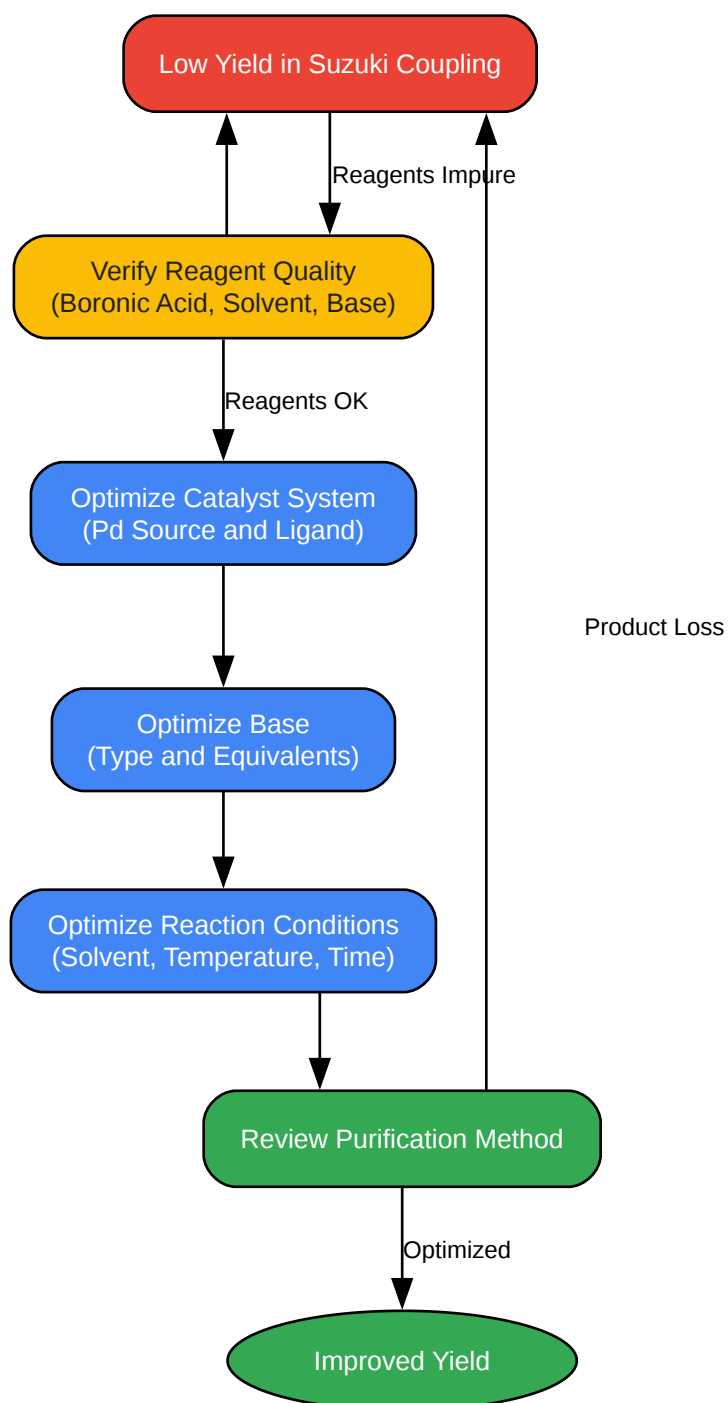 Low Yield in Suzuki Coupling
Reagents Impure
Verify Reagent Quality
(Boronic Acid, Solvent, Base)
Reagents OK
Optimize Catalyst System
(Pd Source and Ligand)
Product Loss
Optimize Base
(Type and Equivalents)
Optimize Reaction Conditions
(Solvent, Temperature, Time)
Review Purification Method
Optimized
Improved Yield